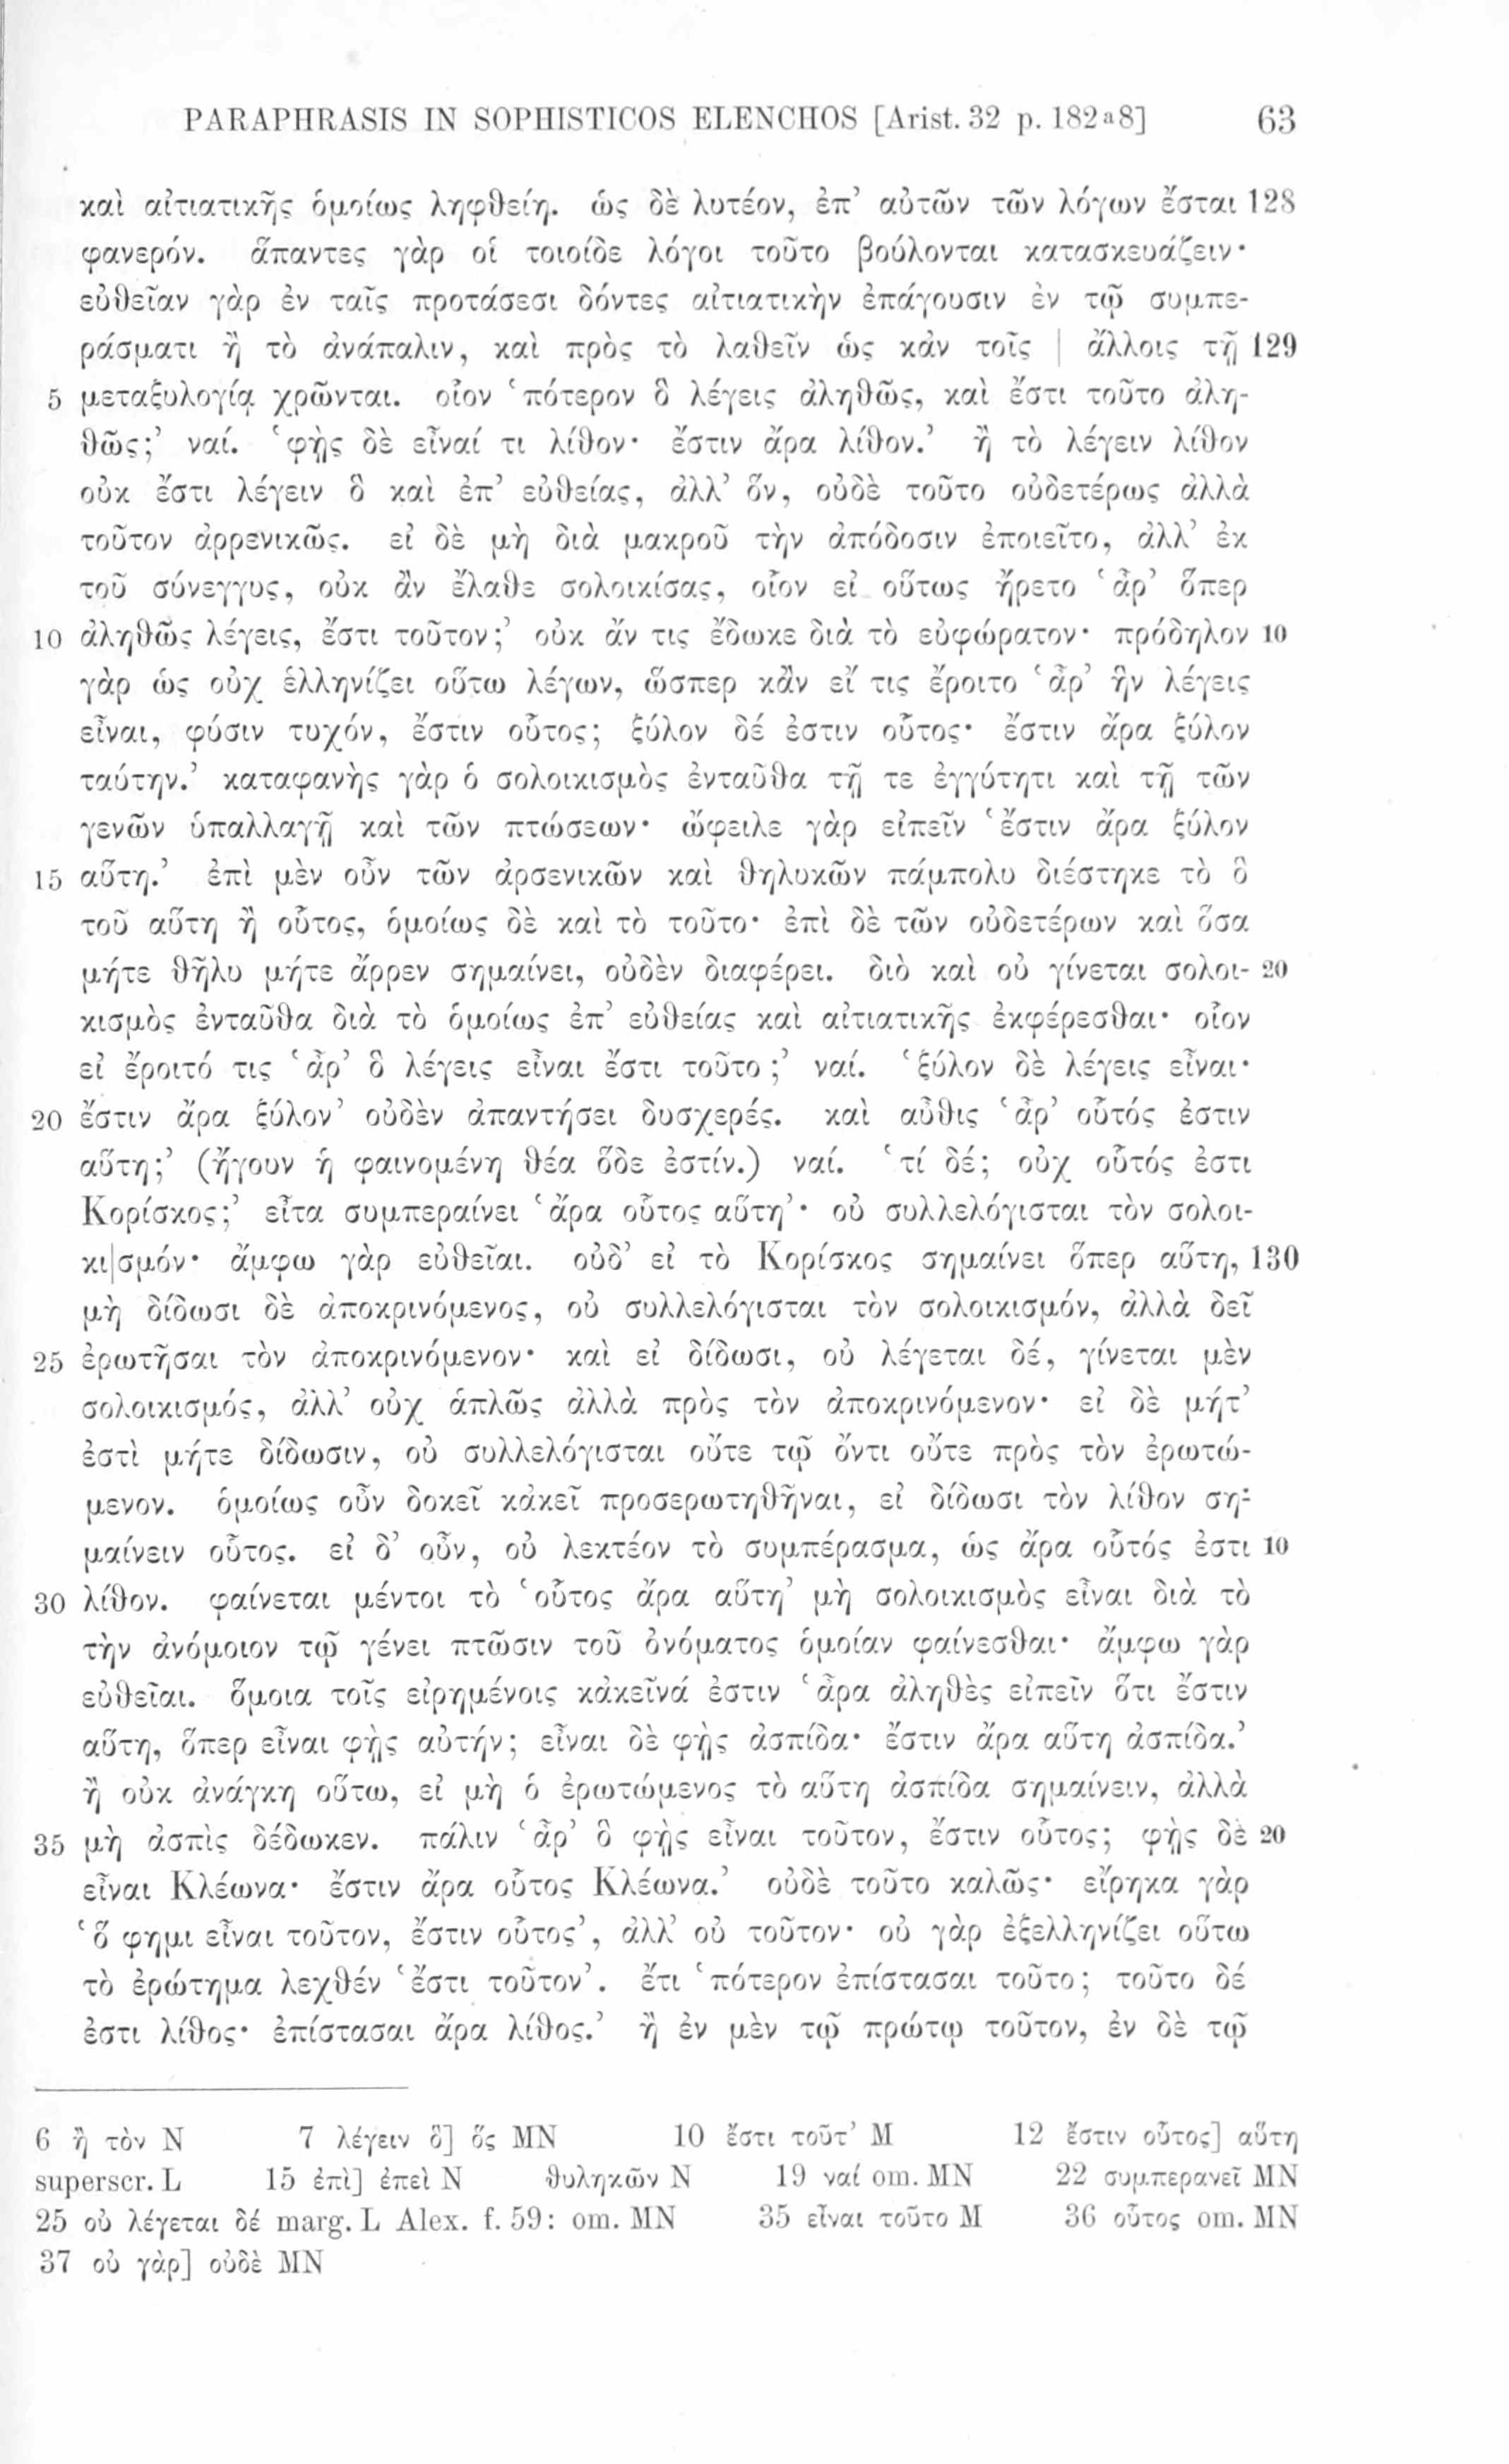 PARAPHRASIS IN SOPHISTICOS ELENCHOS [Arist. 32 p. 182ª8] 63
καὶ αἰτιατικῆς ὁμοίως ληφθείη. ὡς δὲ λυτέον, ἐπ’ αὐτῶν τῶν λόγων ἔσται 128
φανερόν. ἅπαντες γὰρ οἱ τοιοίδε λόγοι τοῦτο βούλονται κατασκευάζειν·
εὐθεῖαν γὰρ ἐν ταῖς προτάσεσι δόντες αἰτιατικὴν ἐπάγουσιν ἐν τῷ συμπε-
ράσματι ἢ τὸ ἀνάπαλιν, καὶ πρὸς τὸ λαθεῖν ὡς κἀν τοῖς | ἄλλοις τῇ 129
5 μεταξυλογίᾳ χρῶνται. οἷον ‘πότερον ὃ λέγεις ἀληθῶς, καὶ ἔστι τοῦτο ἀλη-
θῶς;’ ναί. ‘φῂς δὲ εἶναί τι λίθον· ἔστιν ἄρα λίθον.’ ἢ τὸ λέγειν λίθον
οὐκ ἔστι λέγειν ὃ καὶ ἐπ’ εὐθείας, ἀλλ’ ὅν, οὐδὲ τοῦτο οὐδετέρως ἀλλὰ
τοῦτον ἀρρενικῶς. εἰ δὲ μὴ διὰ μακροῦ τὴν ἀπόδοσιν ἐποιεῖτο, ἀλλ’ ἐκ
τοῦ σύνεγγυς, οὐκ ἂν ἔλαθε σολοικίσας, οἷον εἰ οὕτως ἤρετο ‘ἆρ’ ὅπερ
10 ἀληθῶς λέγεις, ἔστι τοῦτον;’ οὐκ ἄν τις ἔδωκε διὰ τὸ εὐφώρατον· πρόδηλον 10
γὰρ ὡς οὐχ ἑλληνίζει οὕτω λέγων, ὥσπερ κἂν εἴ τις ἔροιτο ‘ἆρ’ ἣν λέγεις
εἶναι, φύσιν τυχόν, ἔστιν οὗτος; ξύλον δέ ἐστιν οὗτος· ἔστιν ἄρα ξύλον
ταύτην.’ καταφανὴς γὰρ ὁ σολοικισμὸς ἐνταῦθα τῇ τε ἐγγύτητι καὶ τῇ τῶν
γενῶν ὑπαλλαγῇ καὶ τῶν πτώσεων· ὤφειλε γὰρ εἰπεῖν ‘ἔστιν ἄρα ξύλον
15 αὕτη.’ ἐπὶ μὲν οὖν τῶν ἀρσενικῶν καὶ θηλυκῶν πάμπολυ διέστηκε τὸ ὃ
τοῦ αὕτη ἢ οὗτος, ὁμοίως δὲ καὶ τὸ τοῦτο· ἐπὶ δὲ τῶν οὐδετέρων καὶ ὅσα
μήτε θῆλυ μήτε ἄρρεν σημαίνει, οὐδὲν διαφέρει. διὸ καὶ οὐ γίνεται σολοι- 20
κισμὸς ἐνταῦθα διὰ τὸ ὁμοίως ἐπ’ εὐθείας καὶ αἰτιατικῆς ἐκφέρεσθαι· οἷον
εἰ ἔροιτό τις ‘ἆρ’ ὃ λέγεις εἶναι ἔστι τοῦτο;’ ναί. ‘ξύλον δὲ λέγεις εἶναι·
20 ἔστιν ἄρα ξύλον’ οὐδὲν ἀπαντήσει δυσχερές. καὶ αὖθις ‘ἆρ’ οὗτός ἐστιν
αὕτη;’ (ἤγουν ἡ φαινομένη θέα ὅδε ἐστίν.) ναί. ‘τί δέ; οὐχ οὗτός ἐστι
Κορίσκος;’ εἶτα συμπεραίνει ‘ἄρα οὗτος αὕτη’· οὐ συλλελόγισται τὸν σολοι-
κι|σμόν· ἄμφω γὰρ εὐθεῖαι. οὐδ’ εἰ τὸ Κορίσκος σημαίνει ὅπερ αὕτη, 130
μὴ δίδωσι δὲ ἀποκρινόμενος, οὐ συλλελόγισται τὸν σολοικισμόν, ἀλλὰ δεῖ
25 ἐρωτῆσαι τὸν ἀποκρινόμενον· καὶ εἰ δίδωσι, οὐ λέγεται δέ, γίνεται μὲν
σολοικισμός, ἀλλ’ οὐχ ἁπλῶς ἀλλὰ πρὸς τὸν ἀποκρινόμενον· εἰ δὲ μήτ’
ἐστὶ μήτε δίδωσιν, οὐ συλλελόγισται οὔτε τῷ ὄντι οὔτε πρὸς τὸν ἐρωτώ-
μενον. ὁμοίως οὖν δοκεῖ κἀκεῖ προσερωτηθῆναι, εἰ δίδωσι τὸν λίθον ση-
μαίνειν οὗτος. εἰ δ’ οὖν, οὐ λεκτέον τὸ συμπέρασμα, ὡς ἄρα οὗτός ἐστι 10
30 λίθον. φαίνεται μέντοι τὸ ‘οὗτος ἄρα αὕτη’ μὴ σολοικισμὸς εἶναι διὰ τὸ
τὴν ἀνόμοιον τῷ γένει πτῶσιν τοῦ ὀνόματος ὁμοίαν φαίνεσθαι· ἄμφω γὰρ
εὐθεῖαι. ὅμοια τοῖς εἰρημένοις κἀκεῖνά ἐστιν ‘ἆρα ἀληθὲς εἰπεῖν ὅτι ἔστιν
αὕτη, ὅπερ εἶναι φῂς αὐτήν; εἶναι δὲ φῂς ἀσπίδα· ἔστιν ἄρα αὕτη ἀσπίδα.’
ἢ οὐκ ἀνάγκη οὕτω, εἰ μὴ ὁ ἐρωτώμενος τὸ αὕτη ἀσπίδα σημαίνειν, ἀλλὰ
35 μὴ ἀσπὶς δέδωκεν. πάλιν ‘ἆρ’ ὃ φῂς εἶναι τοῦτον, ἔστιν οὗτος; φῂς δὲ 20
εἶναι Κλέωνα· ἔστιν ἄρα οὗτος Κλέωνα.’ οὐδὲ τοῦτο καλῶς· εἴρηκα γὰρ
‘ὅ φημι εἶναι τοῦτον, ἔστιν οὗτος’, ἀλλ’ οὐ τοῦτον· οὐ γὰρ ἐξελληνίζει οὕτω
τὸ ἐρώτημα λεχθέν ‘ἔστι τοῦτον’. ἔτι ‘πότερον ἐπίστασαι τοῦτο; τοῦτο δέ
ἐστι λίθος· ἐπίστασαι ἄρα λίθος.’ ἢ ἐν μὲν τῷ πρώτῳ τοῦτον, ἐν δὲ τῷ
6 ἢ τὸν N 7 λέγειν ὃ] ὅς MN 10 ἔστι τοῦτ’ M 12 ἔστιν οὗτος] αὕτη
superscr. L 15 ἐπὶ] ἐπεὶ N θυληκῶν N 19 ναί om. MN 22 συμπερανεῖ MN
25 οὐ λέγεται δέ marg. L Alex. f. 59: om. MN 35 εἶναι τοῦτο M 36 οὗτος om. MN
37 οὐ γὰρ] οὐδὲ MN